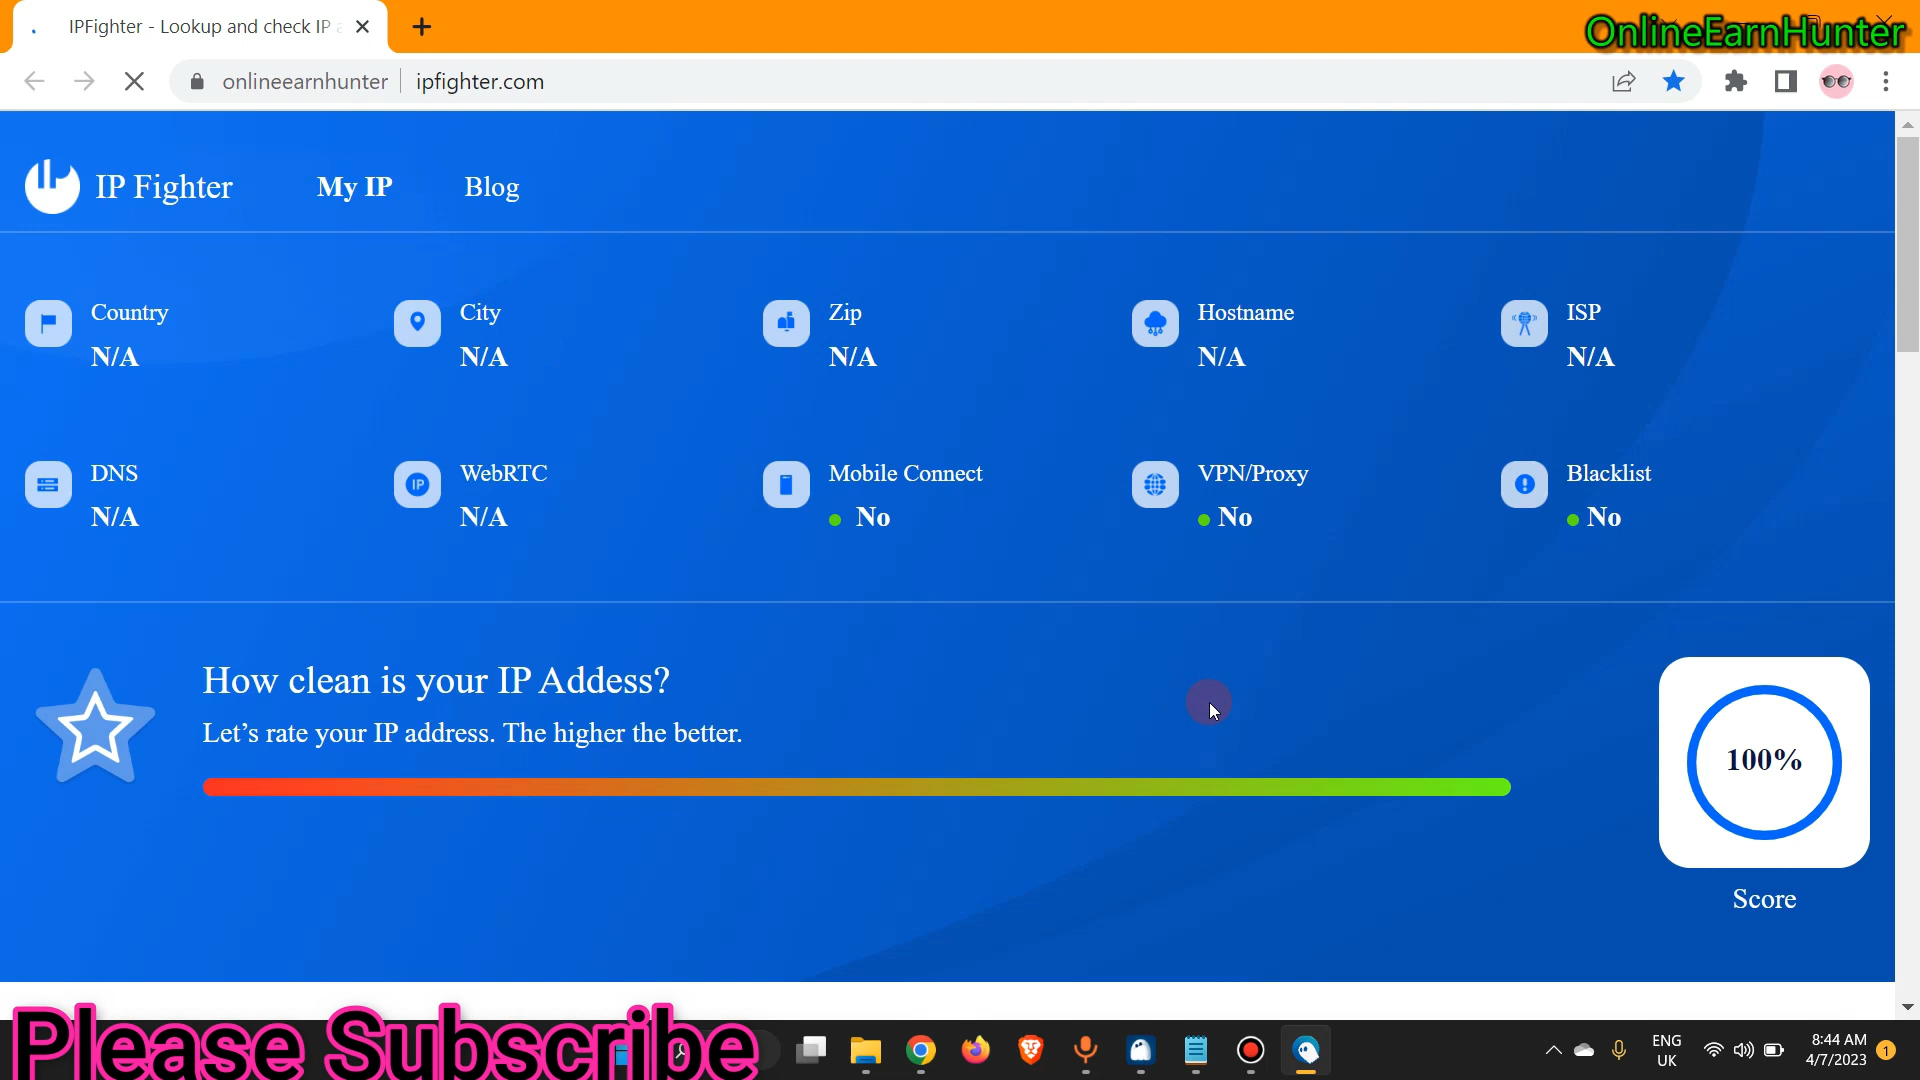 IPFighter - Lookup and check IP
OnlineEarnHunter
onlineearnhunter
ipfighter.com
IP Fighter
My IP
Blog
Country
N/A
City
N/A
Zip
N/A
Hostname
N/A
ISP
N/A
DNS
N/A
WebRTC
N/A
Mobile Connect
No
VPN/Proxy
No
Blacklist
No
How clean is your IP Addess?
Let’s rate your IP address. The higher the better.
100%
Score
Please Subscribe
ENG
UK
8:44 AM
4/7/2023
1